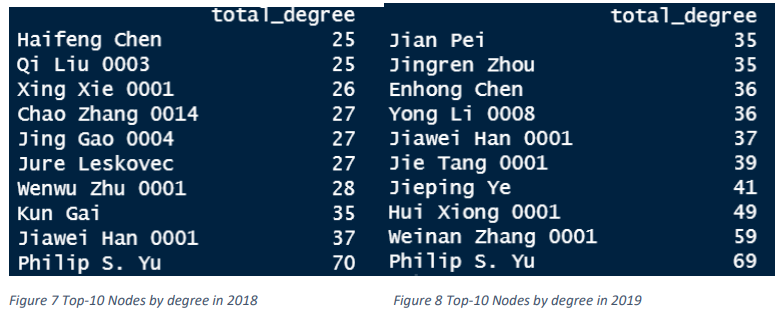 total_degree
Haifeng Chen 25
Qi Liu 0003 25
Xing Xie 0001 26
Chao Zhang 0014 27
Jing Gao 0004 27
Jure Leskovec 27
Wenwu Zhu 0001 28
Kun Gai 35
Jiawei Han 0001 37
Philip S. Yu 70
Figure 7 Top-10 Nodes by degree in 2018
total_degree
Jian Pei 35
Jingren Zhou 35
Enhong Chen 36
Yong Li 0008 36
Jiawei Han 0001 37
Jie Tang 0001 39
Jieping Ye 41
Hui Xiong 0001 49
Weinan Zhang 0001 59
Philip S. Yu 69
Figure 8 Top-10 Nodes by degree in 2019